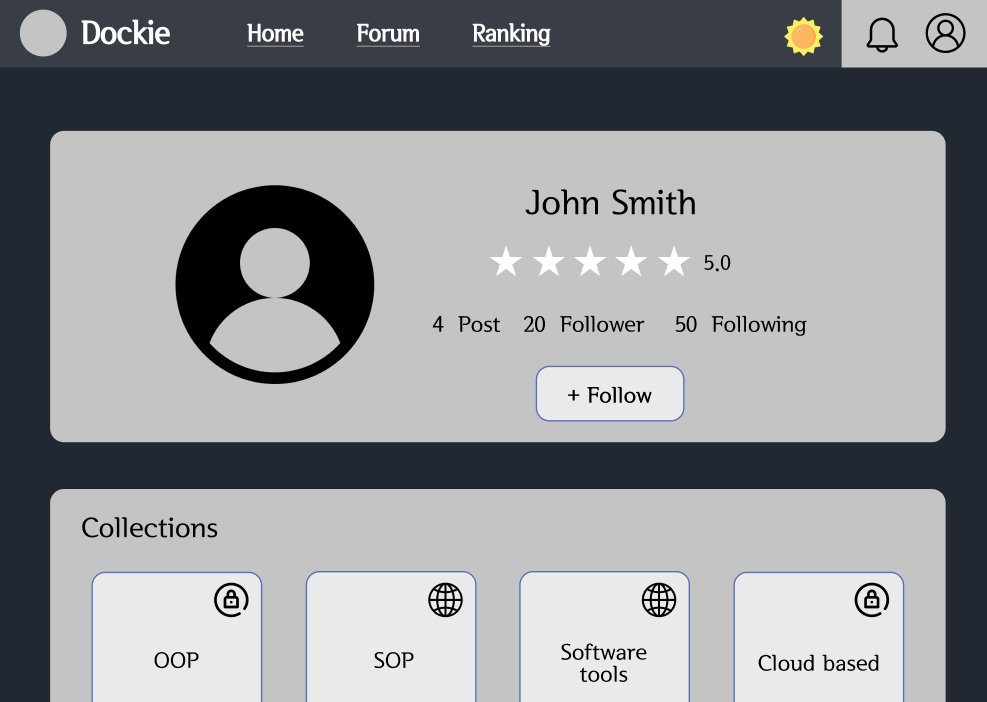 Dockie Home Forum Ranking
John Smith
5.0
4 Post 20 Follower 50 Following
+ Follow
Collections
OOP
SOP
Software
tools
Cloud based